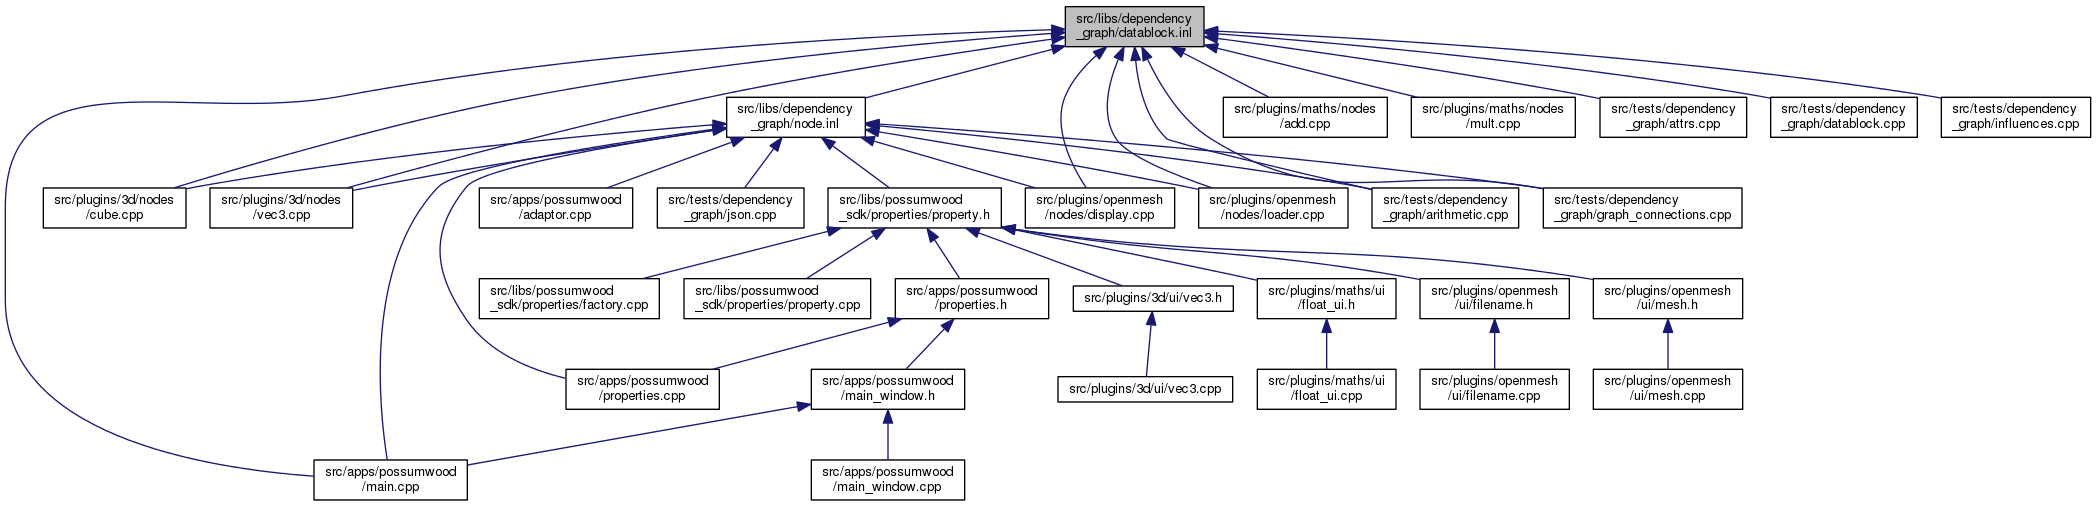 src/libs/dependency
_graph/datablock.inl
src/libs/dependency
_graph/node.inl
src/plugins/maths/nodes
/add.cpp
src/plugins/maths/nodes
/mult.cpp
src/tests/dependency
_graph/attrs.cpp
src/tests/dependency
_graph/datablock.cpp
src/tests/dependency
_graph/influences.cpp
src/plugins/3d/nodes
/cube.cpp
src/plugins/3d/nodes
/vec3.cpp
src/apps/possumwood
/adaptor.cpp
src/tests/dependency
_graph/json.cpp
src/libs/possumwood
_sdk/properties/property.h
src/plugins/openmesh
/nodes/display.cpp
src/plugins/openmesh
/nodes/loader.cpp
src/tests/dependency
_graph/arithmetic.cpp
src/tests/dependency
_graph/graph_connections.cpp
src/libs/possumwood
_sdk/properties/factory.cpp
src/libs/possumwood
_sdk/properties/property.cpp
src/apps/possumwood
/properties.h
src/plugins/3d/ui/vec3.h
src/plugins/maths/ui
/float_ui.h
src/plugins/openmesh
/ui/filename.h
src/plugins/openmesh
/ui/mesh.h
src/apps/possumwood
/properties.cpp
src/apps/possumwood
/main_window.h
src/plugins/3d/ui/vec3.cpp
src/plugins/maths/ui
/float_ui.cpp
src/plugins/openmesh
/ui/filename.cpp
src/plugins/openmesh
/ui/mesh.cpp
src/apps/possumwood
/main.cpp
src/apps/possumwood
/main_window.cpp